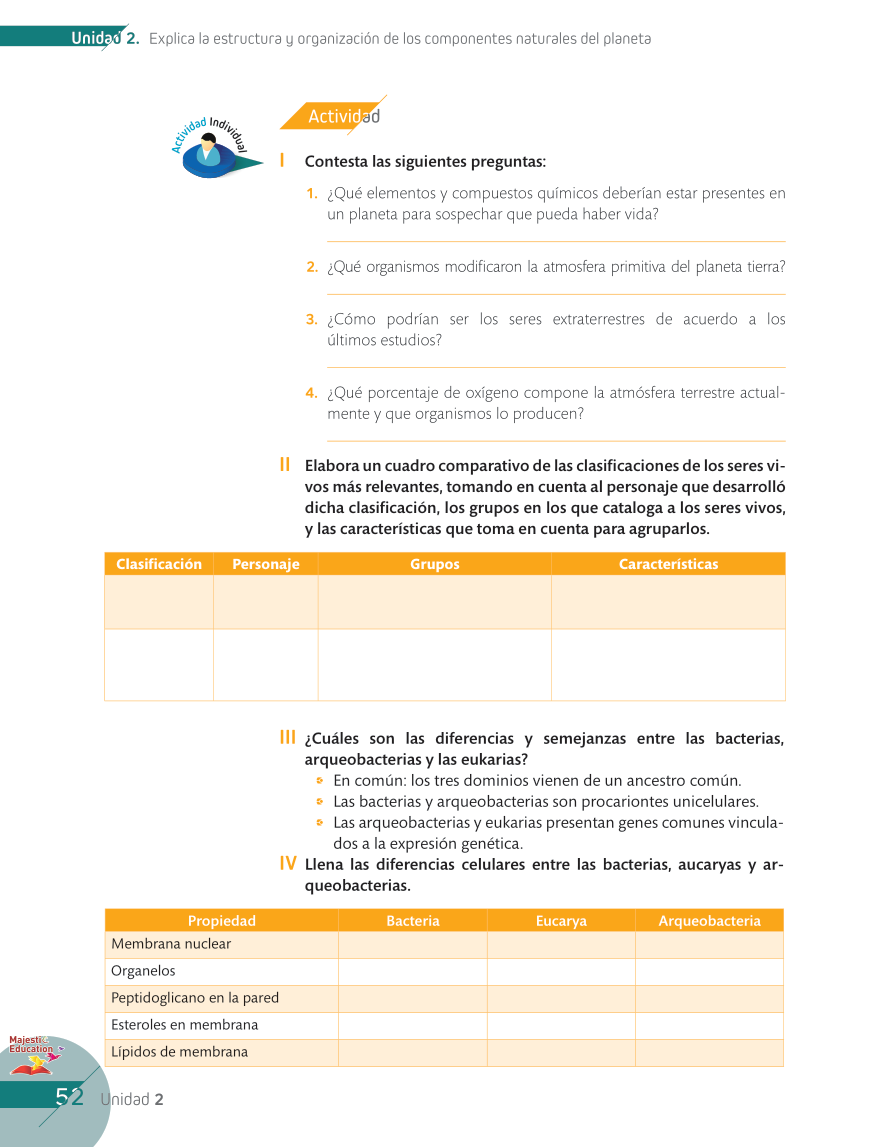 Unidad 2. Explica la estructura y organización de los componentes naturales del planeta
Actividad Individual
Actividad
I Contesta las siguientes preguntas:
1. ¿Qué elementos y compuestos químicos deberían estar presentes en
un planeta para sospechar que pueda haber vida?
2. ¿Qué organismos modificaron la atmosfera primitiva del planeta tierra?
3. ¿Cómo podrían ser los seres extraterrestres de acuerdo a los
últimos estudios?
4. ¿Qué porcentaje de oxígeno compone la atmósfera terrestre actual-
mente y que organismos lo producen?
II Elabora un cuadro comparativo de las clasificaciones de los seres vi-
vos más relevantes, tomando en cuenta al personaje que desarrolló
dicha clasificación, los grupos en los que cataloga a los seres vivos,
y las características que toma en cuenta para agruparlos.
Clasificación Personaje Grupos Características
III ¿Cuáles son las diferencias y semejanzas entre las bacterias,
arqueobacterias y las eukarias?
En común: los tres dominios vienen de un ancestro común.
Las bacterias y arqueobacterias son procariontes unicelulares.
Las arqueobacterias y eukarias presentan genes comunes vincula-
dos a la expresión genética.
IV Llena las diferencias celulares entre las bacterias, aucaryas y ar-
queobacterias.
Propiedad Bacteria Eucarya Arqueobacteria
Membrana nuclear
Organelos
Peptidoglicano en la pared
Esteroles en membrana
Lípidos de membrana
Majestic
Education
52 Unidad 2